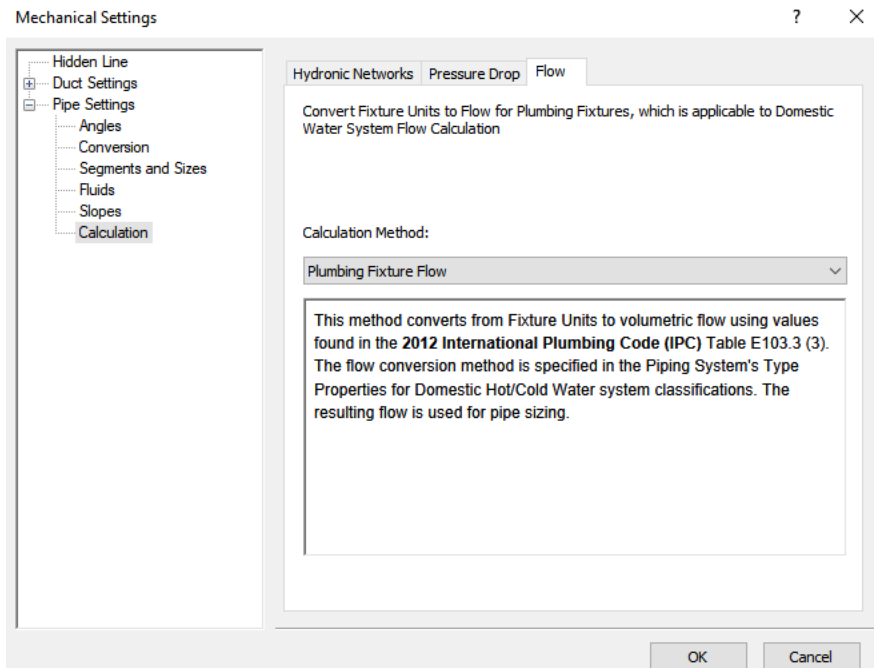 Mechanical Settings
?
Hidden Line
Duct Settings
Pipe Settings
Angles
Conversion
Segments and Sizes
Fluids
Slopes
Calculation
Hydronic Networks
Pressure Drop
Flow
Convert Fixture Units to Flow for Plumbing Fixtures, which is applicable to Domestic
Water System Flow Calculation
Calculation Method:
Plumbing Fixture Flow
This method converts from Fixture Units to volumetric flow using values
found in the 2012 International Plumbing Code (IPC) Table E103.3 (3).
The flow conversion method is specified in the Piping System's Type
Properties for Domestic Hot/Cold Water system classifications. The
resulting flow is used for pipe sizing.
OK
Cancel